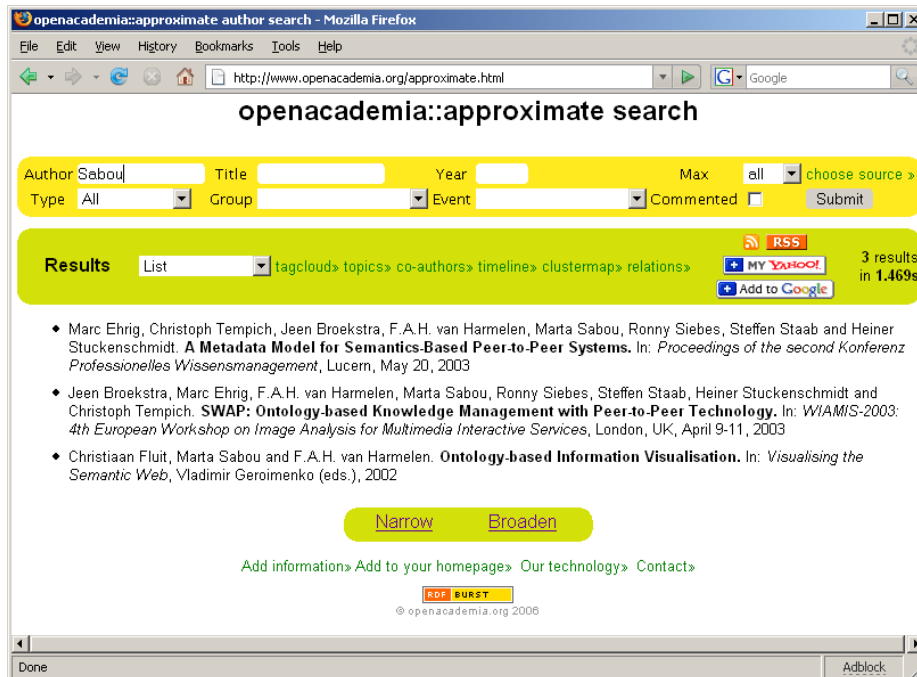 openacademia::approximate author search - Mozilla Firefox
File Edit View History Bookmarks Tools Help
http://www.openacademia.org/approximate.html G Google
openacademia::approximate search
Author Sabou Title Year Max all choose source »
Type All Group Event Commented Submit
RSS
Results List tagcloud» topics» co-authors» timeline» clustermap» relations» MY YAHOO! 3 results
in 1.469s
Add to Google
Marc Ehrig, Christoph Tempich, Jeen Broekstra, F.A.H. van Harmelen, Marta Sabou, Ronny Siebes, Steffen Staab and Heiner
Stuckenschmidt. A Metadata Model for Semantics-Based Peer-to-Peer Systems. In: Proceedings of the second Konferenz
Professionelles Wissensmanagement, Lucern, May 20, 2003
Jeen Broekstra, Marc Ehrig, F.A.H. van Harmelen, Marta Sabou, Ronny Siebes, Steffen Staab, Heiner Stuckenschmidt and
Christoph Tempich. SWAP: Ontology-based Knowledge Management with Peer-to-Peer Technology. In: WIAMIS-2003:
4th European Workshop on Image Analysis for Multimedia Interactive Services, London, UK, April 9-11, 2003
Christiaan Fluit, Marta Sabou and F.A.H. van Harmelen. Ontology-based Information Visualisation. In: Visualising the
Semantic Web, Vladimir Geroimenko (eds.), 2002
Narrow Broaden
Add information» Add to your homepage» Our technology» Contact»
RDF BURST
© openacademia.org 2006
Done Adblock